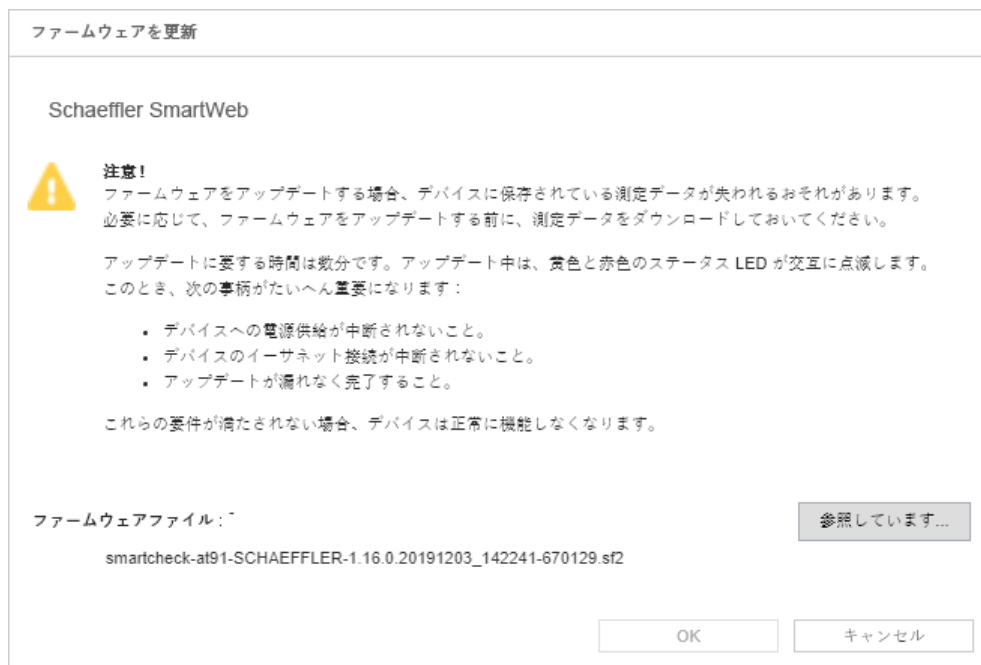 ファームウェアを更新
Schaeffler SmartWeb
注意!
ファームウェアをアップデートする場合、デバイスに保存されている測定データが失われるおそれがあります。
必要に応じて、ファームウェアをアップデートする前に、測定データをダウンロードしておいてください。
アップデートに要する時間は数分です。アップデート中は、黄色と赤色のステータス LED が交互に点滅します。
このとき、次の事柄がたいへん重要になります：
• デバイスへの電源供給が中断されないこと。
• デバイスのイーサネット接続が中断されないこと。
• アップデートが漏れなく完了すること。
これらの要件が満たされない場合、デバイスは正常に機能しなくなります。
ファームウェアファイル : -
参照しています...
smartcheck-at91-SCHAEFFLER-1.16.0.20191203_142241-670129.sf2
OK
キャンセル